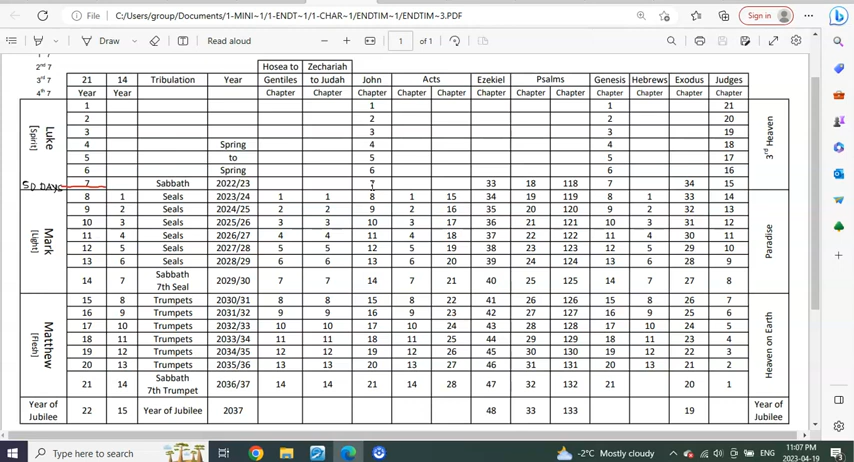 File C:/Users/group/Documents/1-MINI~1/1-ENDT~1/1-CHAR~1/ENDTIM~1/ENDTIM~3.PDF Sign in
Draw Read aloud 1 of 1
2nd 7 Hosea to Zechariah
3rd 7 21 14 Tribulation Year Gentiles to Judah John Acts Ezekiel Psalms Genesis Hebrews Exodus Judges
4th 7 Year Year Chapter Chapter Chapter Chapter Chapter Chapter Chapter Chapter Chapter Chapter Chapter Chapter
Luke [Spirit] 3rd Heaven
1 1 1 21
2 2 2 20
3 3 3 19
4 Spring 4 4 18
5 to 5 5 17
6 Spring 6 6 16
50 DAYS 7 Sabbath 2022/23 7 33 18 118 7 34 15
Mark [Light] Paradise
8 1 Seals 2023/24 1 1 8 1 15 34 19 119 8 1 33 14
9 2 Seals 2024/25 2 2 9 2 16 35 20 120 9 2 32 13
10 3 Seals 2025/26 3 3 10 3 17 36 21 121 10 3 31 12
11 4 Seals 2026/27 4 4 11 4 18 37 22 122 11 4 30 11
12 5 Seals 2027/28 5 5 12 5 19 38 23 123 12 5 29 10
13 6 Seals 2028/29 6 6 13 6 20 39 24 124 13 6 28 9
14 7 Sabbath 7th Seal 2029/30 7 7 14 7 21 40 25 125 14 7 27 8
Matthew [Flesh] Heaven on Earth
15 8 Trumpets 2030/31 8 8 15 8 22 41 26 126 15 8 26 7
16 9 Trumpets 2031/32 9 9 16 9 23 42 27 127 16 9 25 6
17 10 Trumpets 2032/33 10 10 17 10 24 43 28 128 17 10 24 5
18 11 Trumpets 2033/34 11 11 18 11 25 44 29 129 18 11 23 4
19 12 Trumpets 2034/35 12 12 19 12 26 45 30 130 19 12 22 3
20 13 Trumpets 2035/36 13 13 20 13 27 46 31 131 20 13 21 2
21 14 Sabbath 7th Trumpet 2036/37 14 14 21 14 28 47 32 132 21 20 1
Year of Jubilee 22 15 Year of Jubilee 2037 48 33 133 19 Year of Jubilee
Type here to search -2°C Mostly cloudy ENG 11:07 PM
2023-04-19